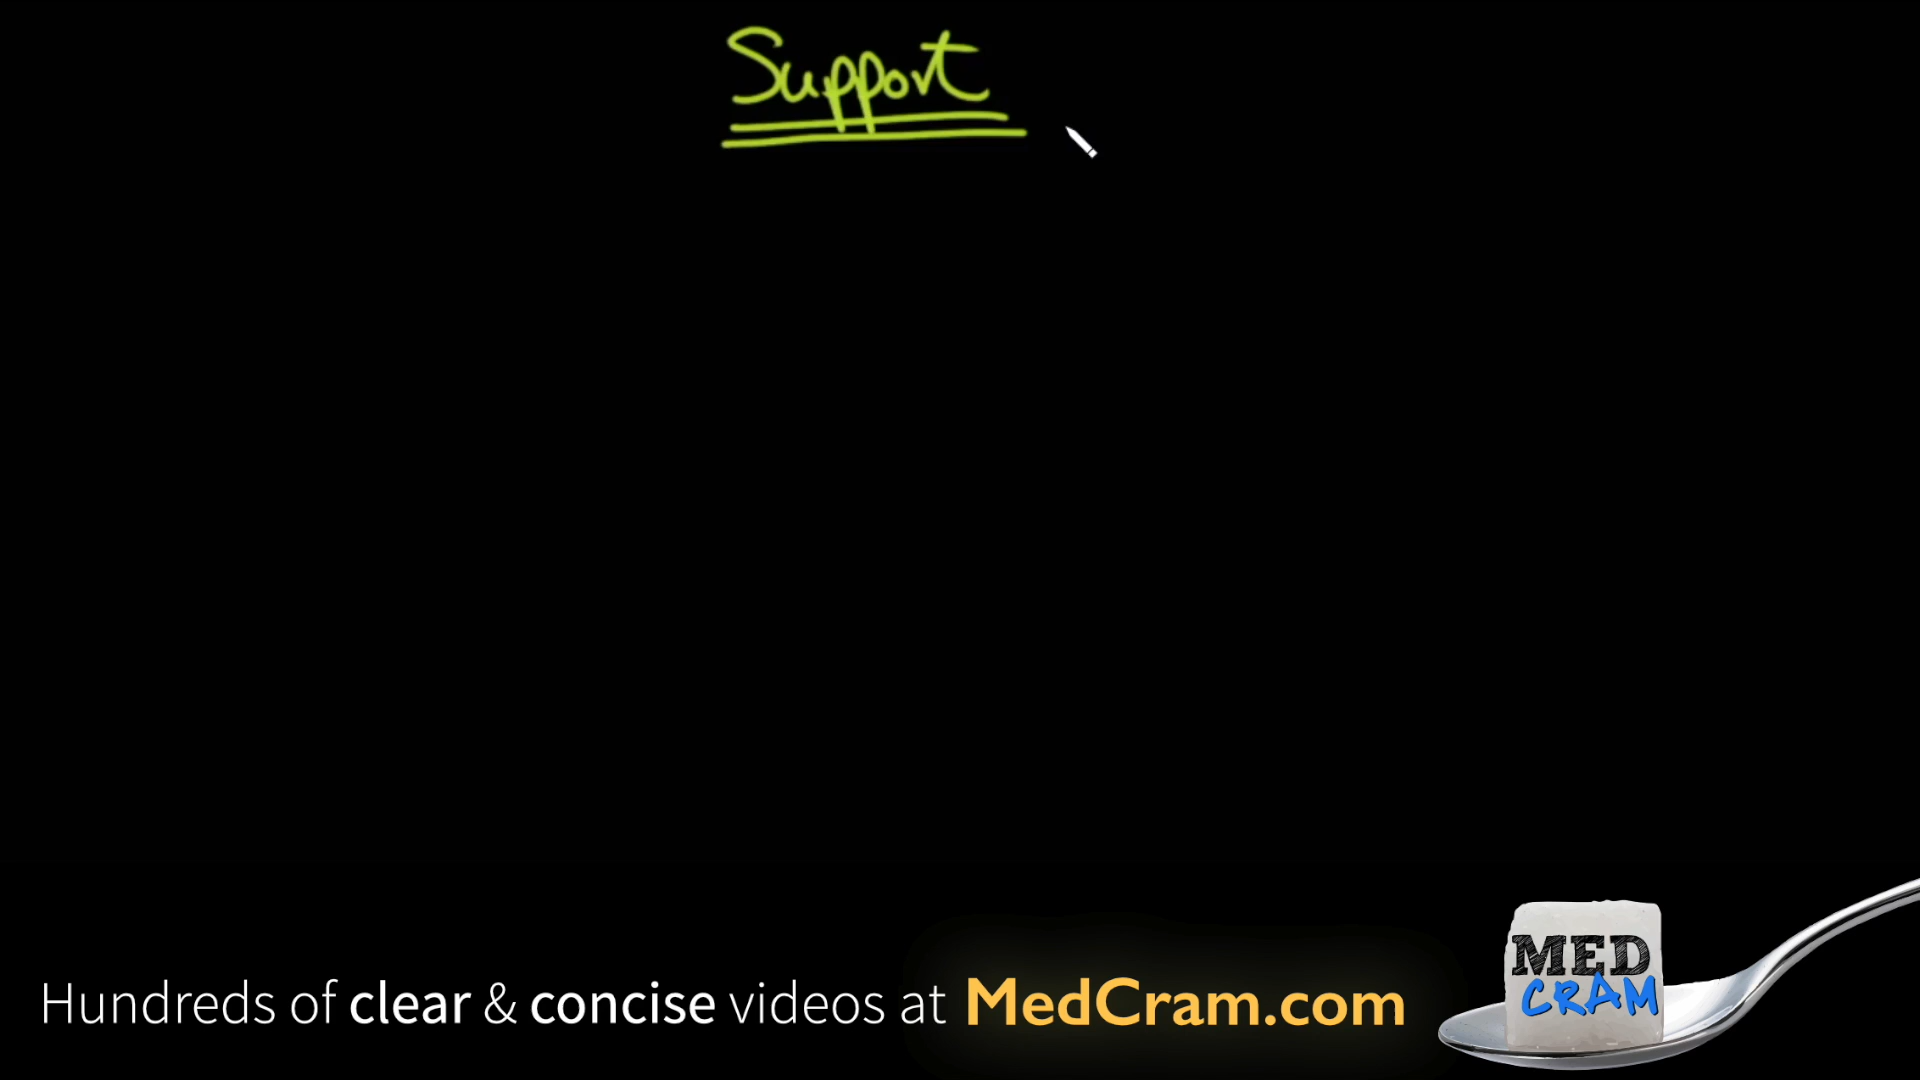 Support
Hundreds of clear & concise videos at MedCram.com
MED
CRAM